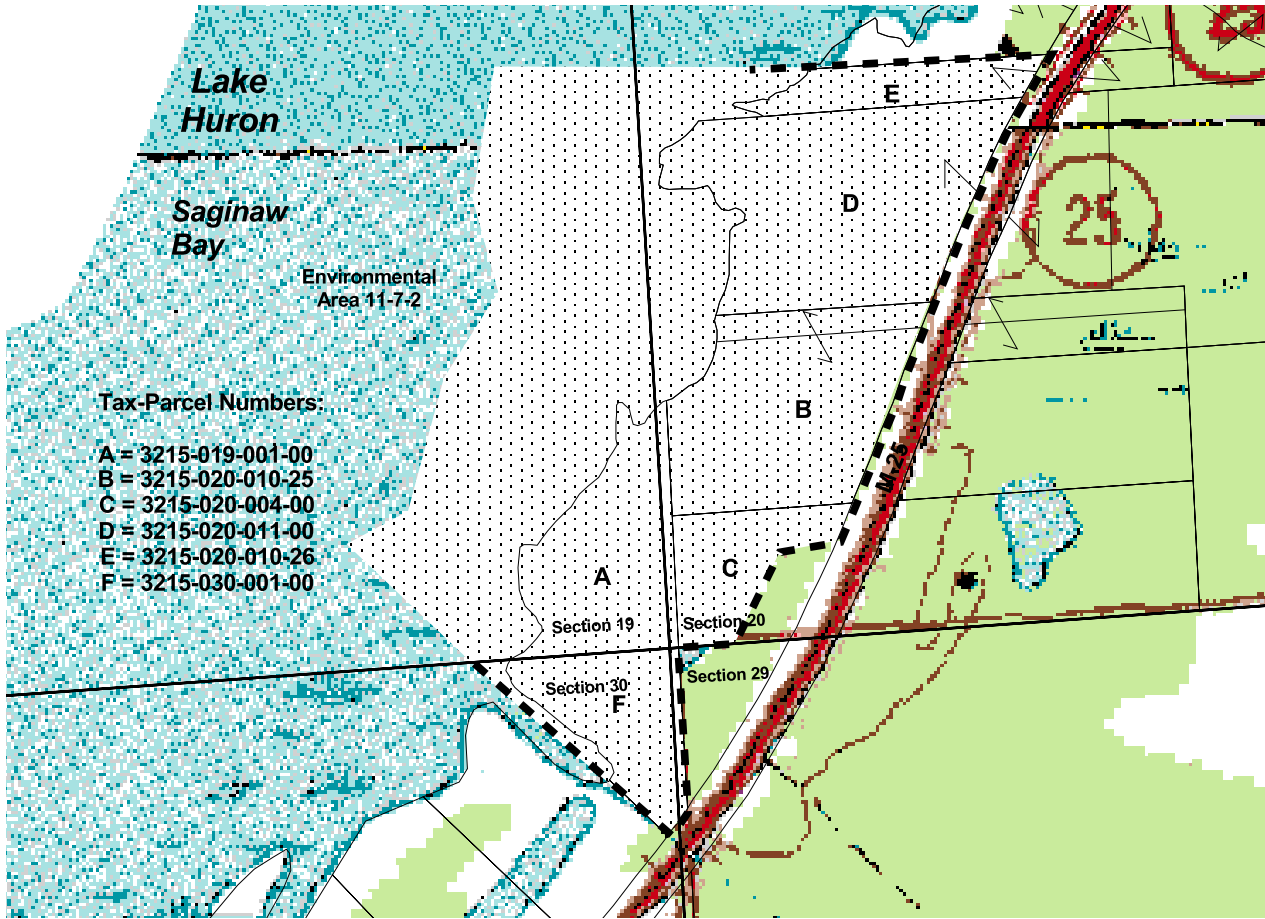 Lake
Huron
E
D
25
Saginaw
Bay
Environmental
Area 11-7-2
Tax-Parcel Numbers:
A = 3215-019-001-00
B = 3215-020-010-25
C = 3215-020-004-00
D = 3215-020-011-00
E = 3215-020-010-26
F = 3215-030-001-00
B
M-25
A
C
Section 19
Section 20
Section 30
Section 29
F